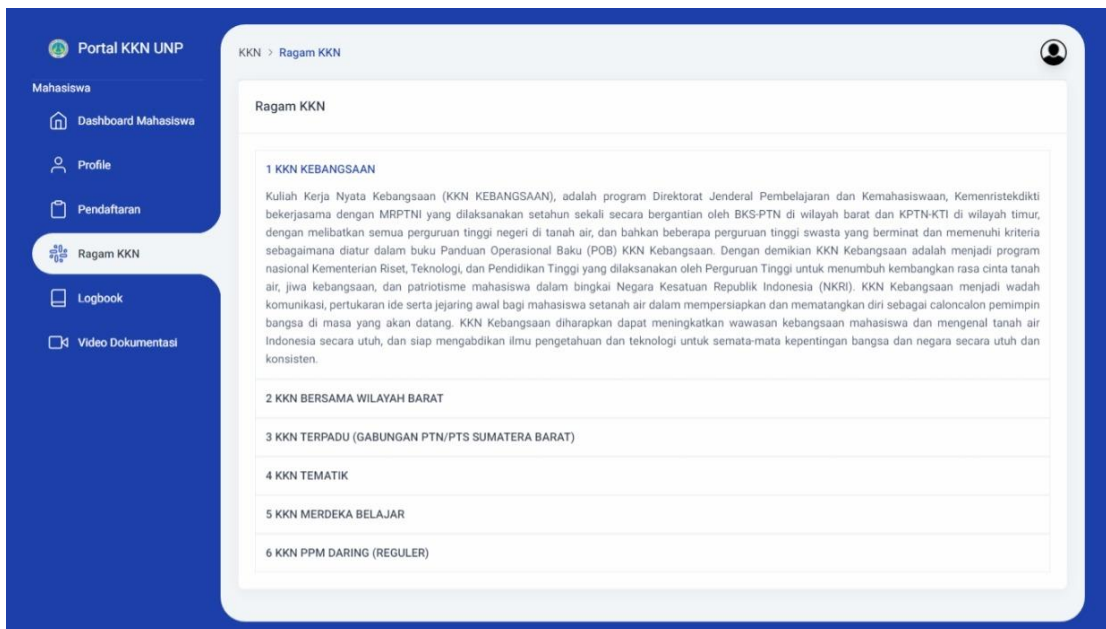 Portal KKN UNP
Mahasiswa
Dashboard Mahasiswa
Profile
Pendaftaran
Ragam KKN
Logbook
Video Dokumentasi
KKN > Ragam KKN
Ragam KKN
1 KKN KEBANGSAAN
Kuliah Kerja Nyata Kebangsaan (KKN KEBANGSAAN), adalah program Direktorat Jenderal Pembelajaran dan Kemahasiswaan, Kemenristekdikti
bekerjasama dengan MRPTNI yang dilaksanakan setahun sekali secara bergantian oleh BKS-PTN di wilayah barat dan KPTN-KTI di wilayah timur,
dengan melibatkan semua perguruan tinggi negeri di tanah air, dan bahkan beberapa perguruan tinggi swasta yang berminat dan memenuhi kriteria
sebagaimana diatur dalam buku Panduan Operasional Baku (POB) KKN Kebangsaan. Dengan demikian KKN Kebangsaan adalah menjadi program
nasional Kementerian Riset, Teknologi, dan Pendidikan Tinggi yang dilaksanakan oleh Perguruan Tinggi untuk menumbuh kembangkan rasa cinta tanah
air, jiwa kebangsaan, dan patriotisme mahasiswa dalam bingkai Negara Kesatuan Republik Indonesia (NKRI). KKN Kebangsaan menjadi wadah
komunikasi, pertukaran ide serta jejaring awal bagi mahasiswa setanah air dalam mempersiapkan dan mematangkan diri sebagai caloncalon pemimpin
bangsa di masa yang akan datang. KKN Kebangsaan diharapkan dapat meningkatkan wawasan kebangsaan mahasiswa dan mengenal tanah air
Indonesia secara utuh, dan siap mengabdikan ilmu pengetahuan dan teknologi untuk semata-mata kepentingan bangsa dan negara secara utuh dan
konsisten.
2 KKN BERSAMA WILAYAH BARAT
3 KKN TERPADU (GABUNGAN PTN/PTS SUMATERA BARAT)
4 KKN TEMATIK
5 KKN MERDEKA BELAJAR
6 KKN PPM DARING (REGULER)